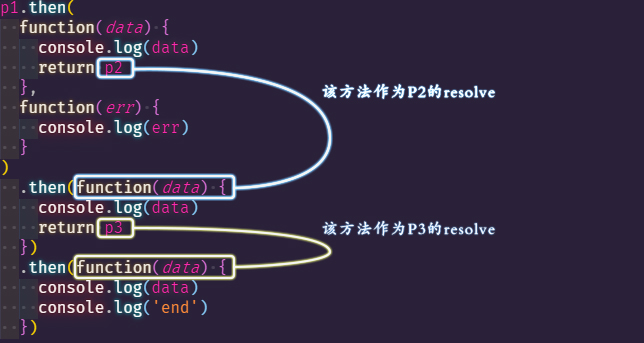 p1.then(
function(data) {
console.log(data)
return p2
},
该方法作为P2的resolve
function(err) {
console.log(err)
}
)
.then(function(data) {
console.log(data)
return p3
该方法作为P3的resolve
})
.then(function(data) {
console.log(data)
console.log('end')
})